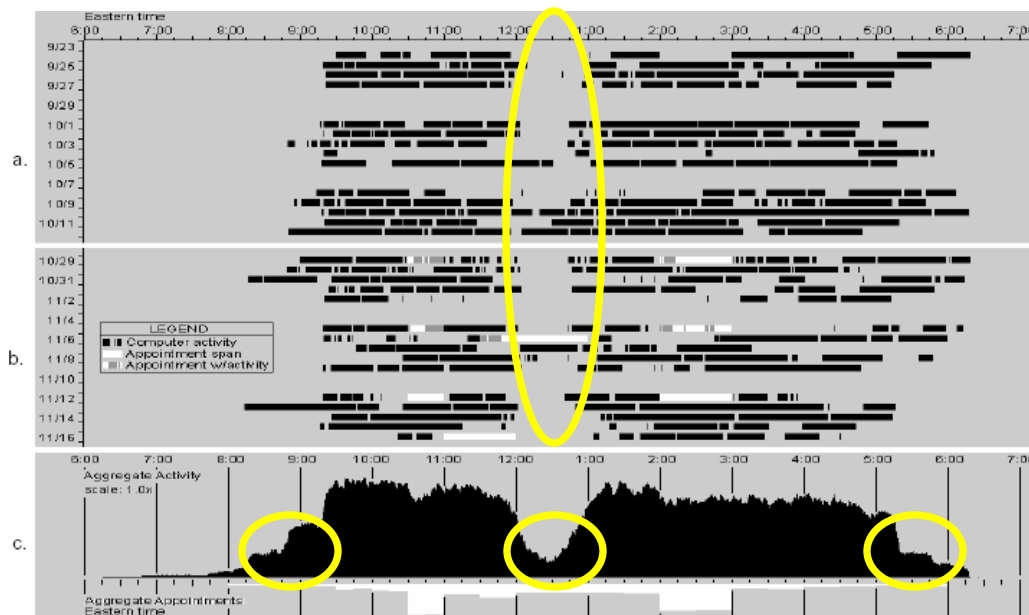 Eastern time
6:00 7:00 8:00 9:00 10:00 11:00 12:00 1:00 2:00 3:00 4:00 5:00 6:00 7:00
9/23
9/25
9/27
9/29
10/1
10/3
a.
10/5
10/7
10/9
10/11
10/29
10/31
11/2
11/4
LEGEND
11/6
Computer activity
Appointment span
b.
11/8
Appointment w/activity
11/10
11/12
11/14
11/16
6:00 7:00 8:00 9:00 10:00 11:00 12:00 1:00 2:00 3:00 4:00 5:00 6:00 7:00
Aggregate Activity
scale: 1.0x
c.
Aggregate Appointments
Eastern time